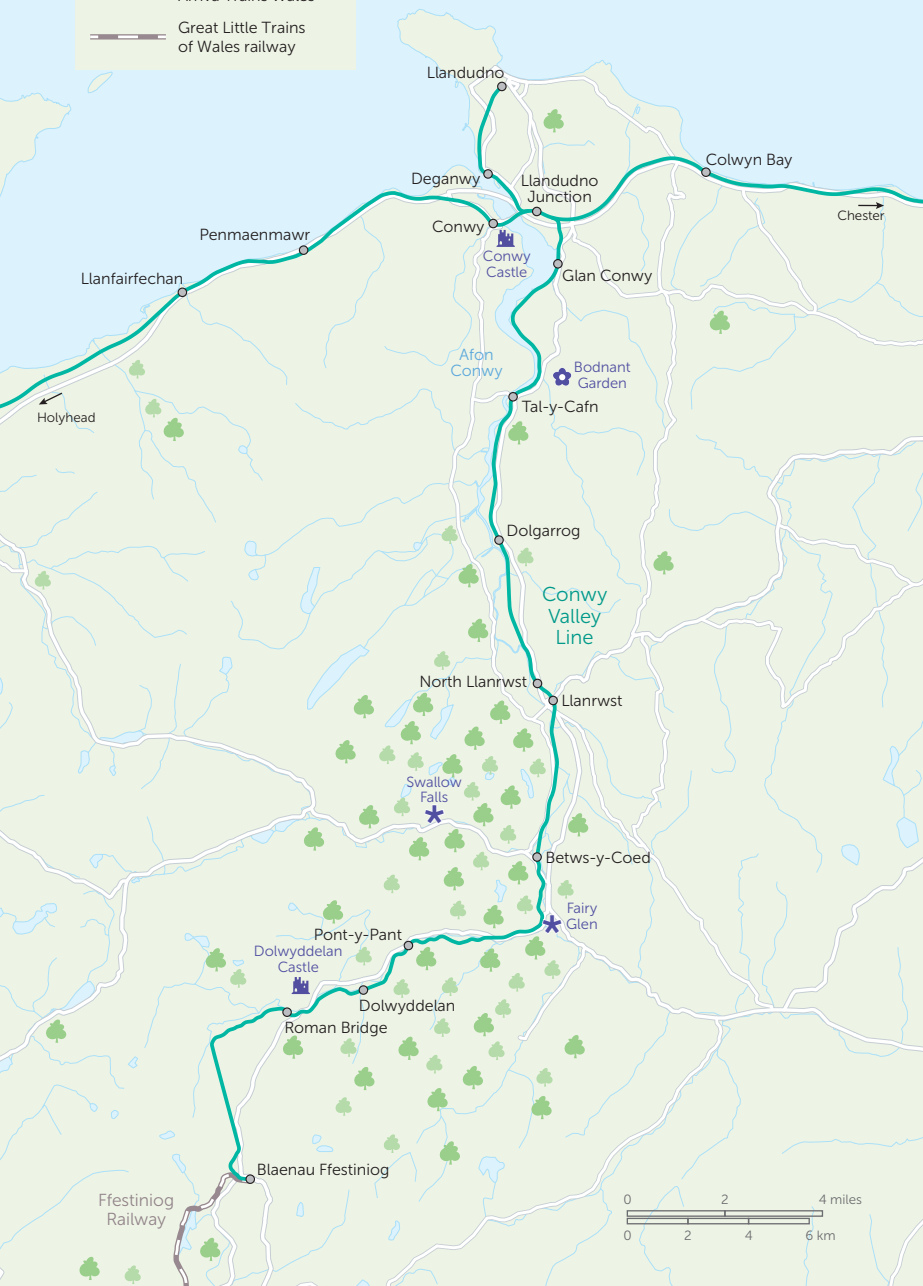 Arriva Trains Wales
Great Little Trains
of Wales railway
Llandudno
Colwyn Bay
Deganwy
Llandudno
Junction
Chester
Conwy
Penmaenmawr
Conwy
Castle
Glan Conwy
Llanfairfechan
Afon
Conwy
Bodnant
Garden
Holyhead
Tal-y-Cafn
Dolgarrog
Conwy
Valley
Line
North Llanrwst
Llanrwst
Swallow
Falls
Betws-y-Coed
Fairy
Glen
Pont-y-Pant
Dolwyddelan
Castle
Dolwyddelan
Roman Bridge
Blaenau Ffestiniog
Ffestiniog
Railway
0 2 4 miles
0 2 4 6 km